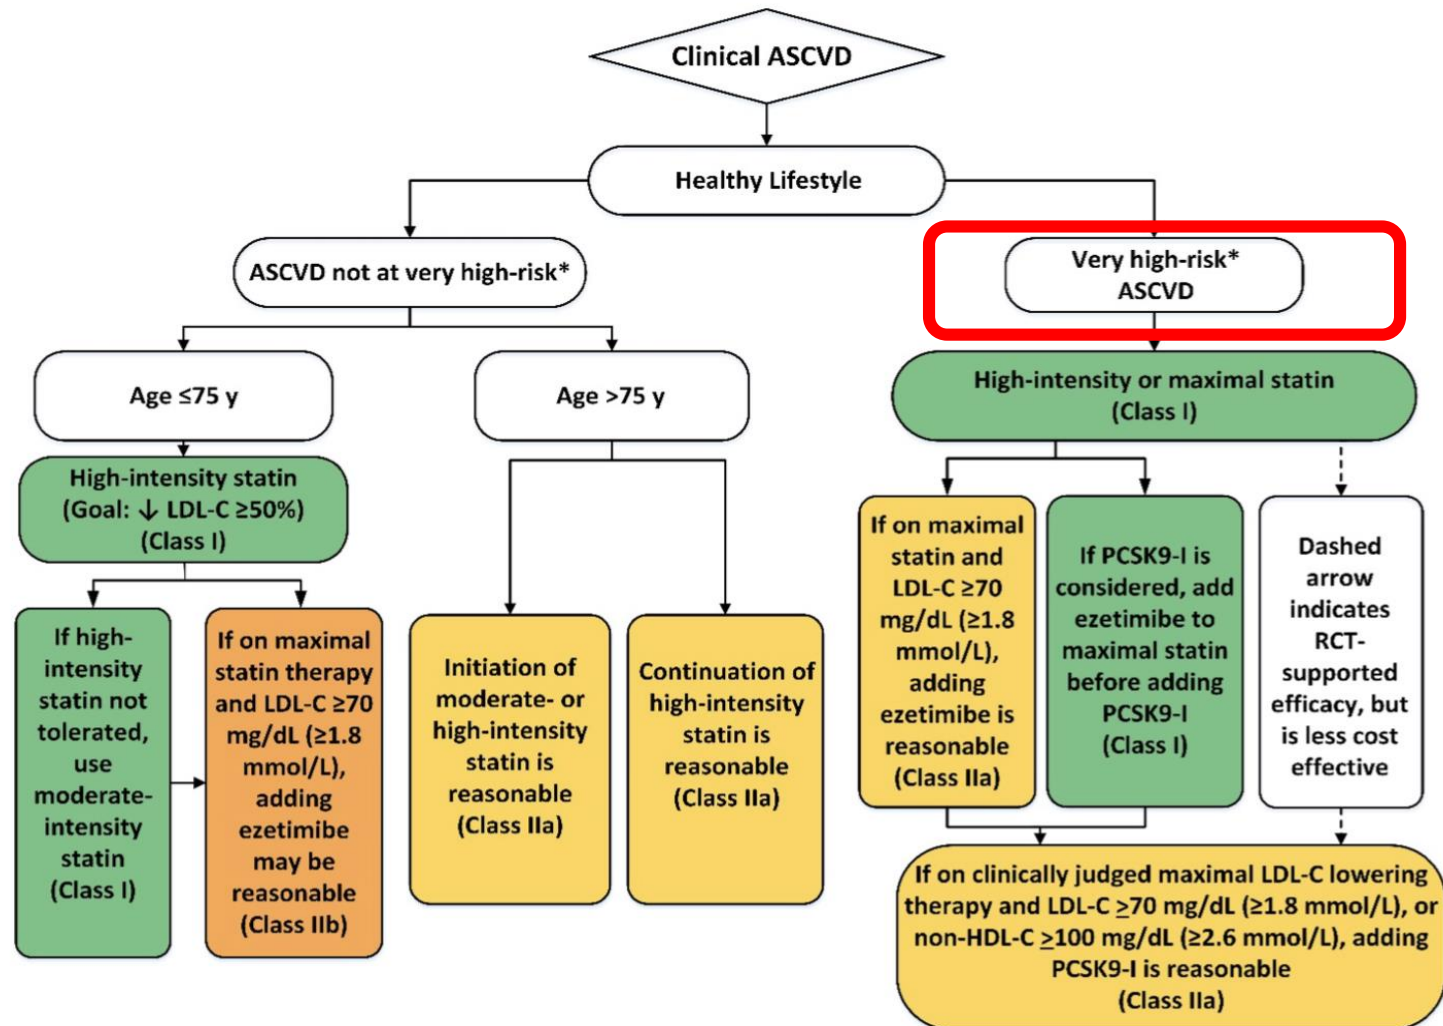 Clinical ASCVD
Healthy Lifestyle
ASCVD not at very high-risk*
Very high-risk*
ASCVD
Age ≤75 y
Age >75 y
High-intensity or maximal statin
(Class I)
High-intensity statin
(Goal: ↓ LDL-C ≥50%)
(Class I)
If high-
intensity
statin not
tolerated,
use
moderate-
intensity
statin
(Class I)
If on maximal
statin therapy
and LDL-C ≥70
mg/dL (≥1.8
mmol/L),
adding
ezetimibe
may be
reasonable
(Class IIb)
Initiation of
moderate- or
high-intensity
statin is
reasonable
(Class IIa)
Continuation of
high-intensity
statin is
reasonable
(Class IIa)
If on maximal
statin and
LDL-C ≥70
mg/dL (≥1.8
mmol/L),
adding
ezetimibe is
reasonable
(Class IIa)
If PCSK9-I is
considered, add
ezetimibe to
maximal statin
before adding
PCSK9-I
(Class I)
Dashed
arrow
indicates
RCT-
supported
efficacy, but
is less cost
effective
If on clinically judged maximal LDL-C lowering
therapy and LDL-C ≥70 mg/dL (≥1.8 mmol/L), or
non-HDL-C ≥100 mg/dL (≥2.6 mmol/L), adding
PCSK9-I is reasonable
(Class IIa)